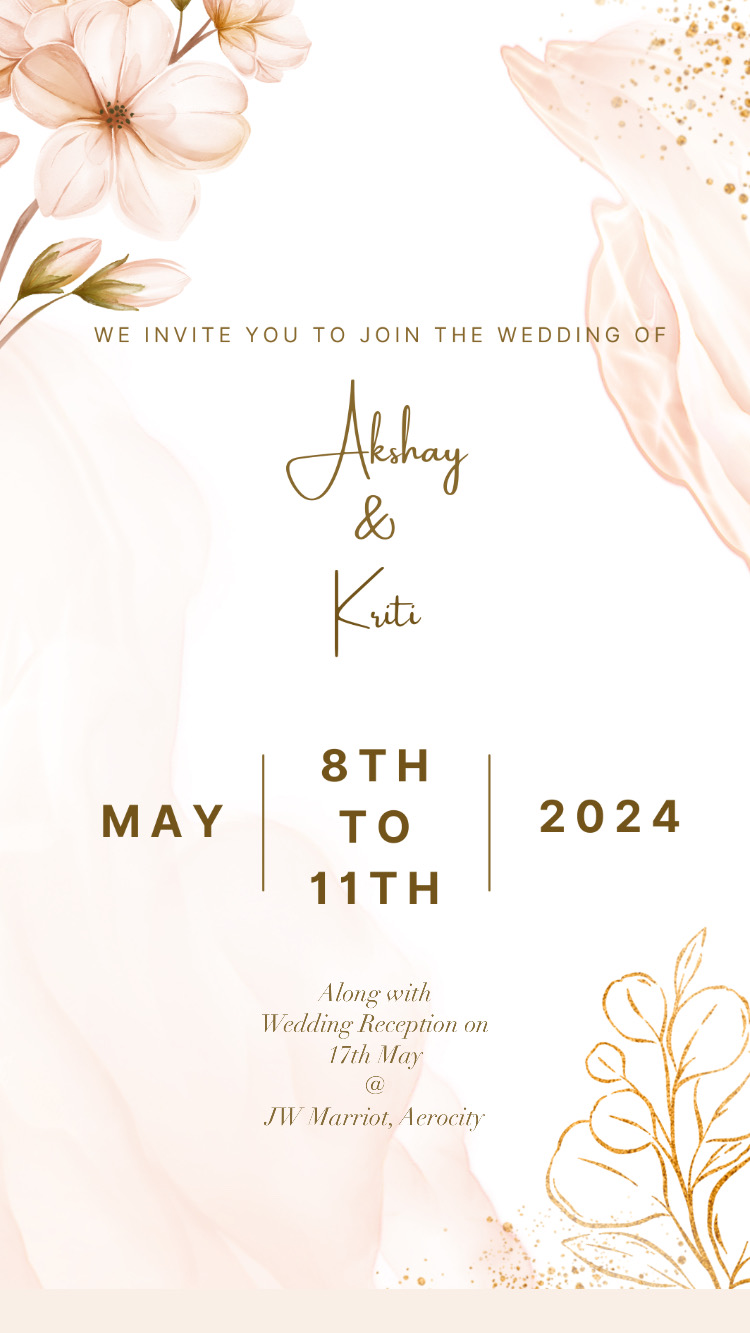 WE INVITE YOU TO JOIN THE WEDDING OF
Akshay
&
Kriti
MAY
8TH
TO
11TH
2024
Along with
Wedding Reception on
17th May
@
JW Marriot, Aerocity